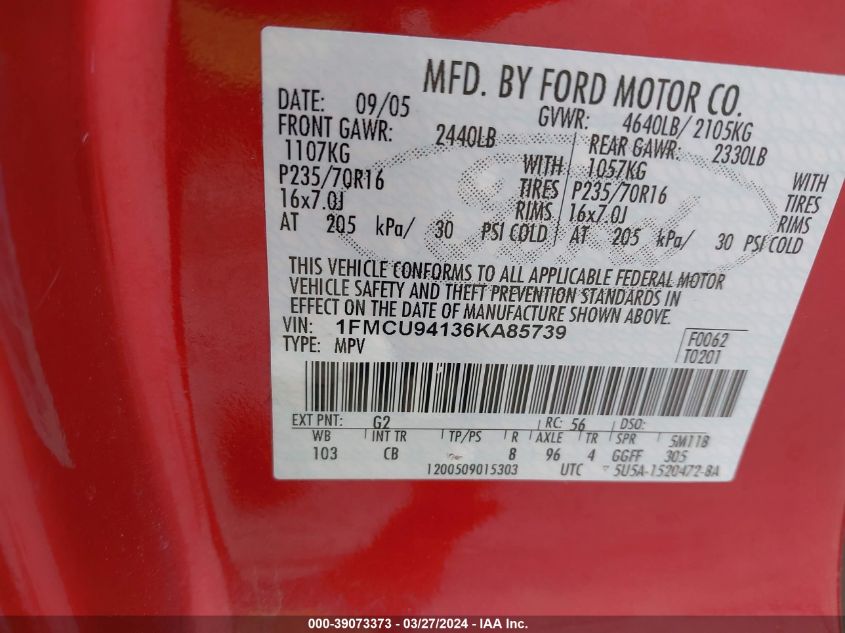 MFD. BY FORD MOTOR CO.
DATE: 09/05 GVWR: 4640LB/ 2105KG
FRONT GAWR: 2440LB REAR GAWR: 2330LB
1107KG WITH 1057KG WITH
P235/70R16 TIRES P235/70R16 TIRES
16x7.0J RIMS 16x7.0J RIMS
AT 205 kPa/ 30 PSI COLD AT 205 kPa/ 30 PSI COLD
THIS VEHICLE CONFORMS TO ALL APPLICABLE FEDERAL MOTOR
VEHICLE SAFETY AND THEFT PREVENTION STANDARDS IN
EFFECT ON THE DATE OF MANUFACTURE SHOWN ABOVE.
VIN: 1FMCU94136KA85739 F0062
TYPE: MPV T0201
EXT PNT: G2 RC: 56 DSO:
WB INT TR TP/PS R AXLE TR SPR 5M11B
103 CB 8 96 4 GGFF 305
1200509015303 UTC 5U5A-1520472-BA
000-39073373 - 03/27/2024 - IAA Inc.